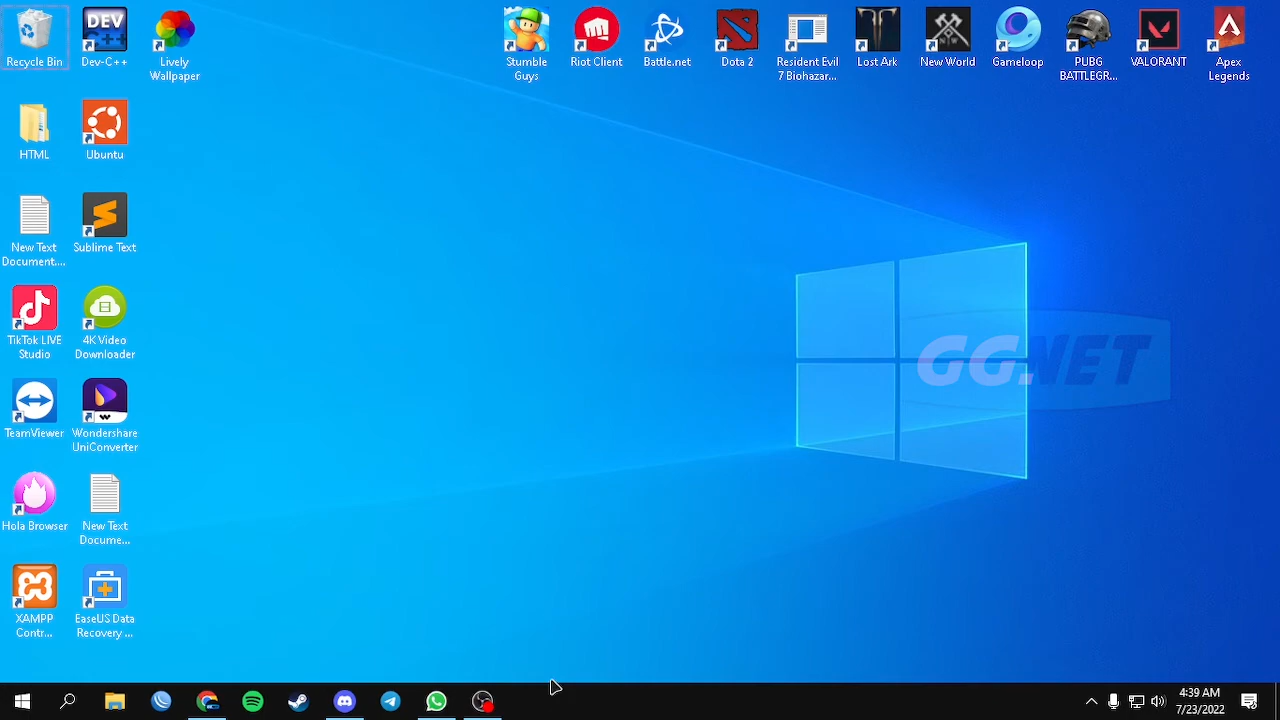 Recycle Bin
Dev-C++
Lively
Wallpaper
Stumble
Guys
Riot Client
Battle.net
Dota 2
Resident Evil
7 Biohazar...
Lost Ark
New World
Gameloop
PUBG
BATTLEGR...
VALORANT
Apex
Legends
HTML
Ubuntu
New Text
Document....
Sublime Text
TikTok LIVE
Studio
4K Video
Downloader
TeamViewer
Wondershare
UniConverter
Hola Browser
New Text
Docume...
XAMPP
Contr...
EaseUS Data
Recovery ...
DEV
C++
N W
GG.NET
4:39 AM
7/23/2022